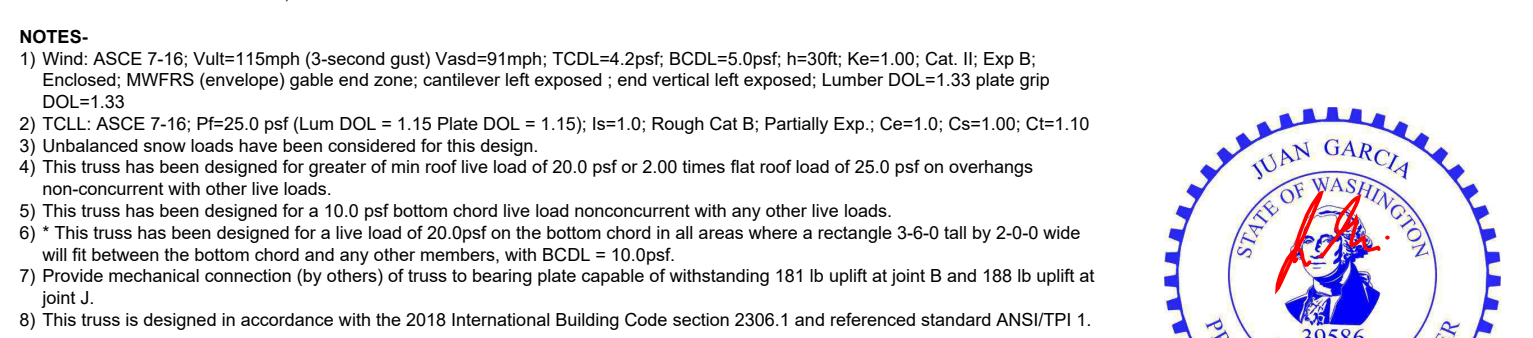 NOTES-
1) Wind: ASCE 7-16; Vult=115mph (3-second gust) Vasd=91mph; TCDL=4.2psf; BCDL=5.0psf; h=30ft; Ke=1.00; Cat. II; Exp B;
Enclosed; MWFRS (envelope) gable end zone; cantilever left exposed ; end vertical left exposed; Lumber DOL=1.33 plate grip
DOL=1.33
2) TCLL: ASCE 7-16; Pf=25.0 psf (Lum DOL = 1.15 Plate DOL = 1.15); Is=1.0; Rough Cat B; Partially Exp.; Ce=1.0; Cs=1.00; Ct=1.10
3) Unbalanced snow loads have been considered for this design.
4) This truss has been designed for greater of min roof live load of 20.0 psf or 2.00 times flat roof load of 25.0 psf on overhangs
non-concurrent with other live loads.
5) This truss has been designed for a 10.0 psf bottom chord live load nonconcurrent with any other live loads.
6) * This truss has been designed for a live load of 20.0psf on the bottom chord in all areas where a rectangle 3-6-0 tall by 2-0-0 wide
will fit between the bottom chord and any other members, with BCDL = 10.0psf.
7) Provide mechanical connection (by others) of truss to bearing plate capable of withstanding 181 lb uplift at joint B and 188 lb uplift at
joint J.
8) This truss is designed in accordance with the 2018 International Building Code section 2306.1 and referenced standard ANSI/TPI 1.
JUAN GARCIA
STATE OF WASHINGTON
39586